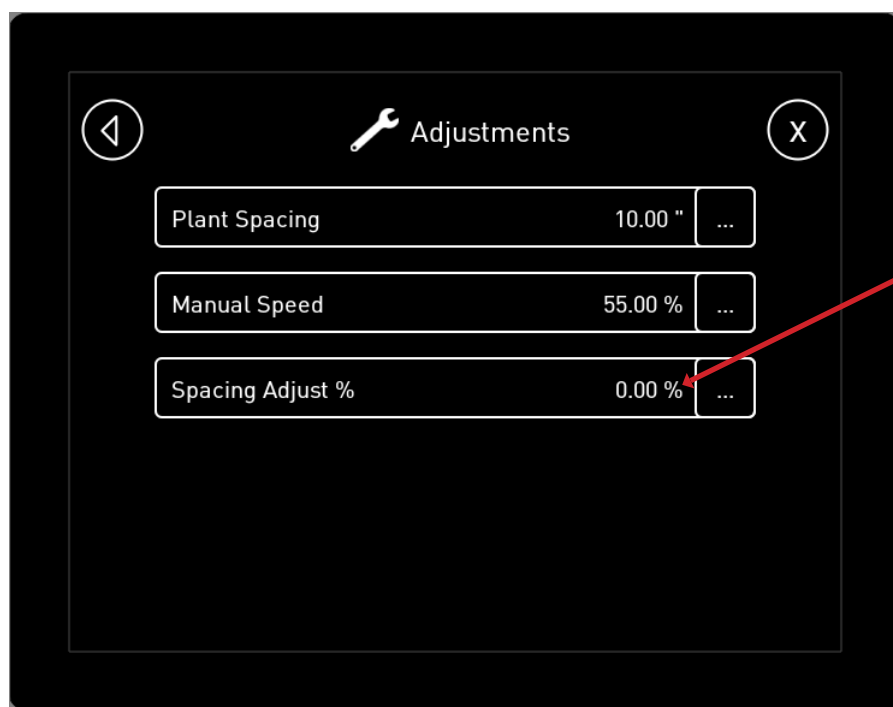 Adjustments
X
Plant Spacing 10.00 " ...
Manual Speed 55.00 % ...
Spacing Adjust % 0.00 % ...